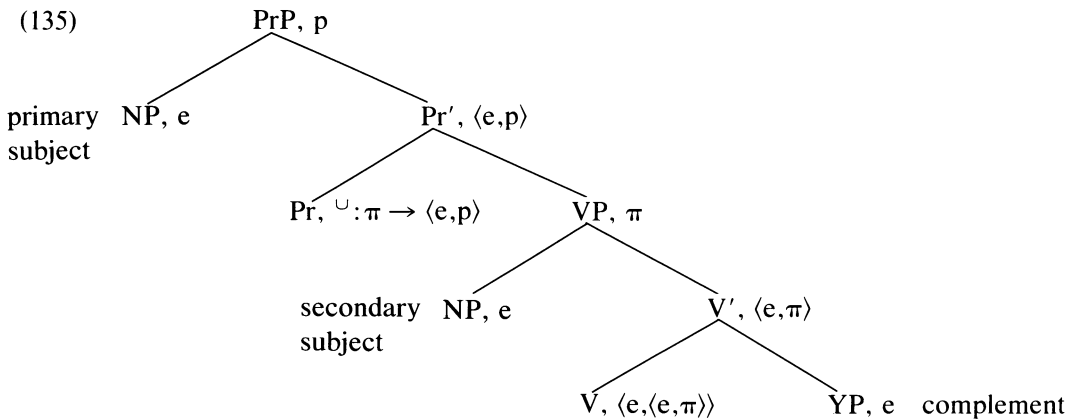 (135) PrP, p
primary NP, e Pr′, ⟨e,p⟩
subject
Pr, ∪:π → ⟨e,p⟩ VP, π
secondary NP, e V′, ⟨e,π⟩
subject
V, ⟨e,⟨e,π⟩⟩ YP, e complement